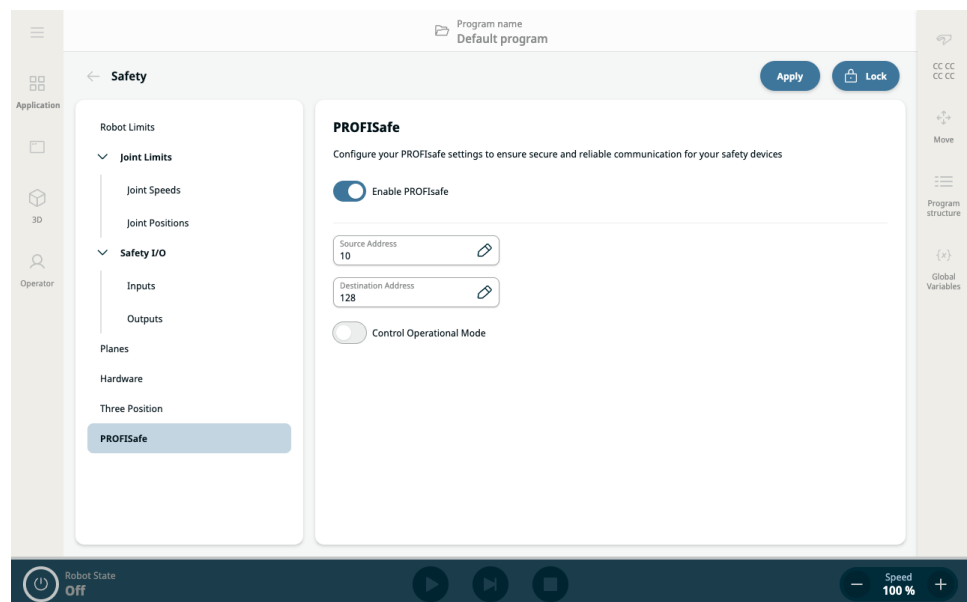 Program name
Default program
Safety
Apply
Lock
Application
3D
Operator
Robot Limits
Joint Limits
Joint Speeds
Joint Positions
Safety I/O
Inputs
Outputs
Planes
Hardware
Three Position
PROFISafe
PROFISafe
Configure your PROFIsafe settings to ensure secure and reliable communication for your safety devices
Enable PROFIsafe
Source Address
10
Destination Address
128
Control Operational Mode
CC CC
CC CC
Move
Program
structure
{x}
Global
Variables
Robot State
Off
Speed
100 %